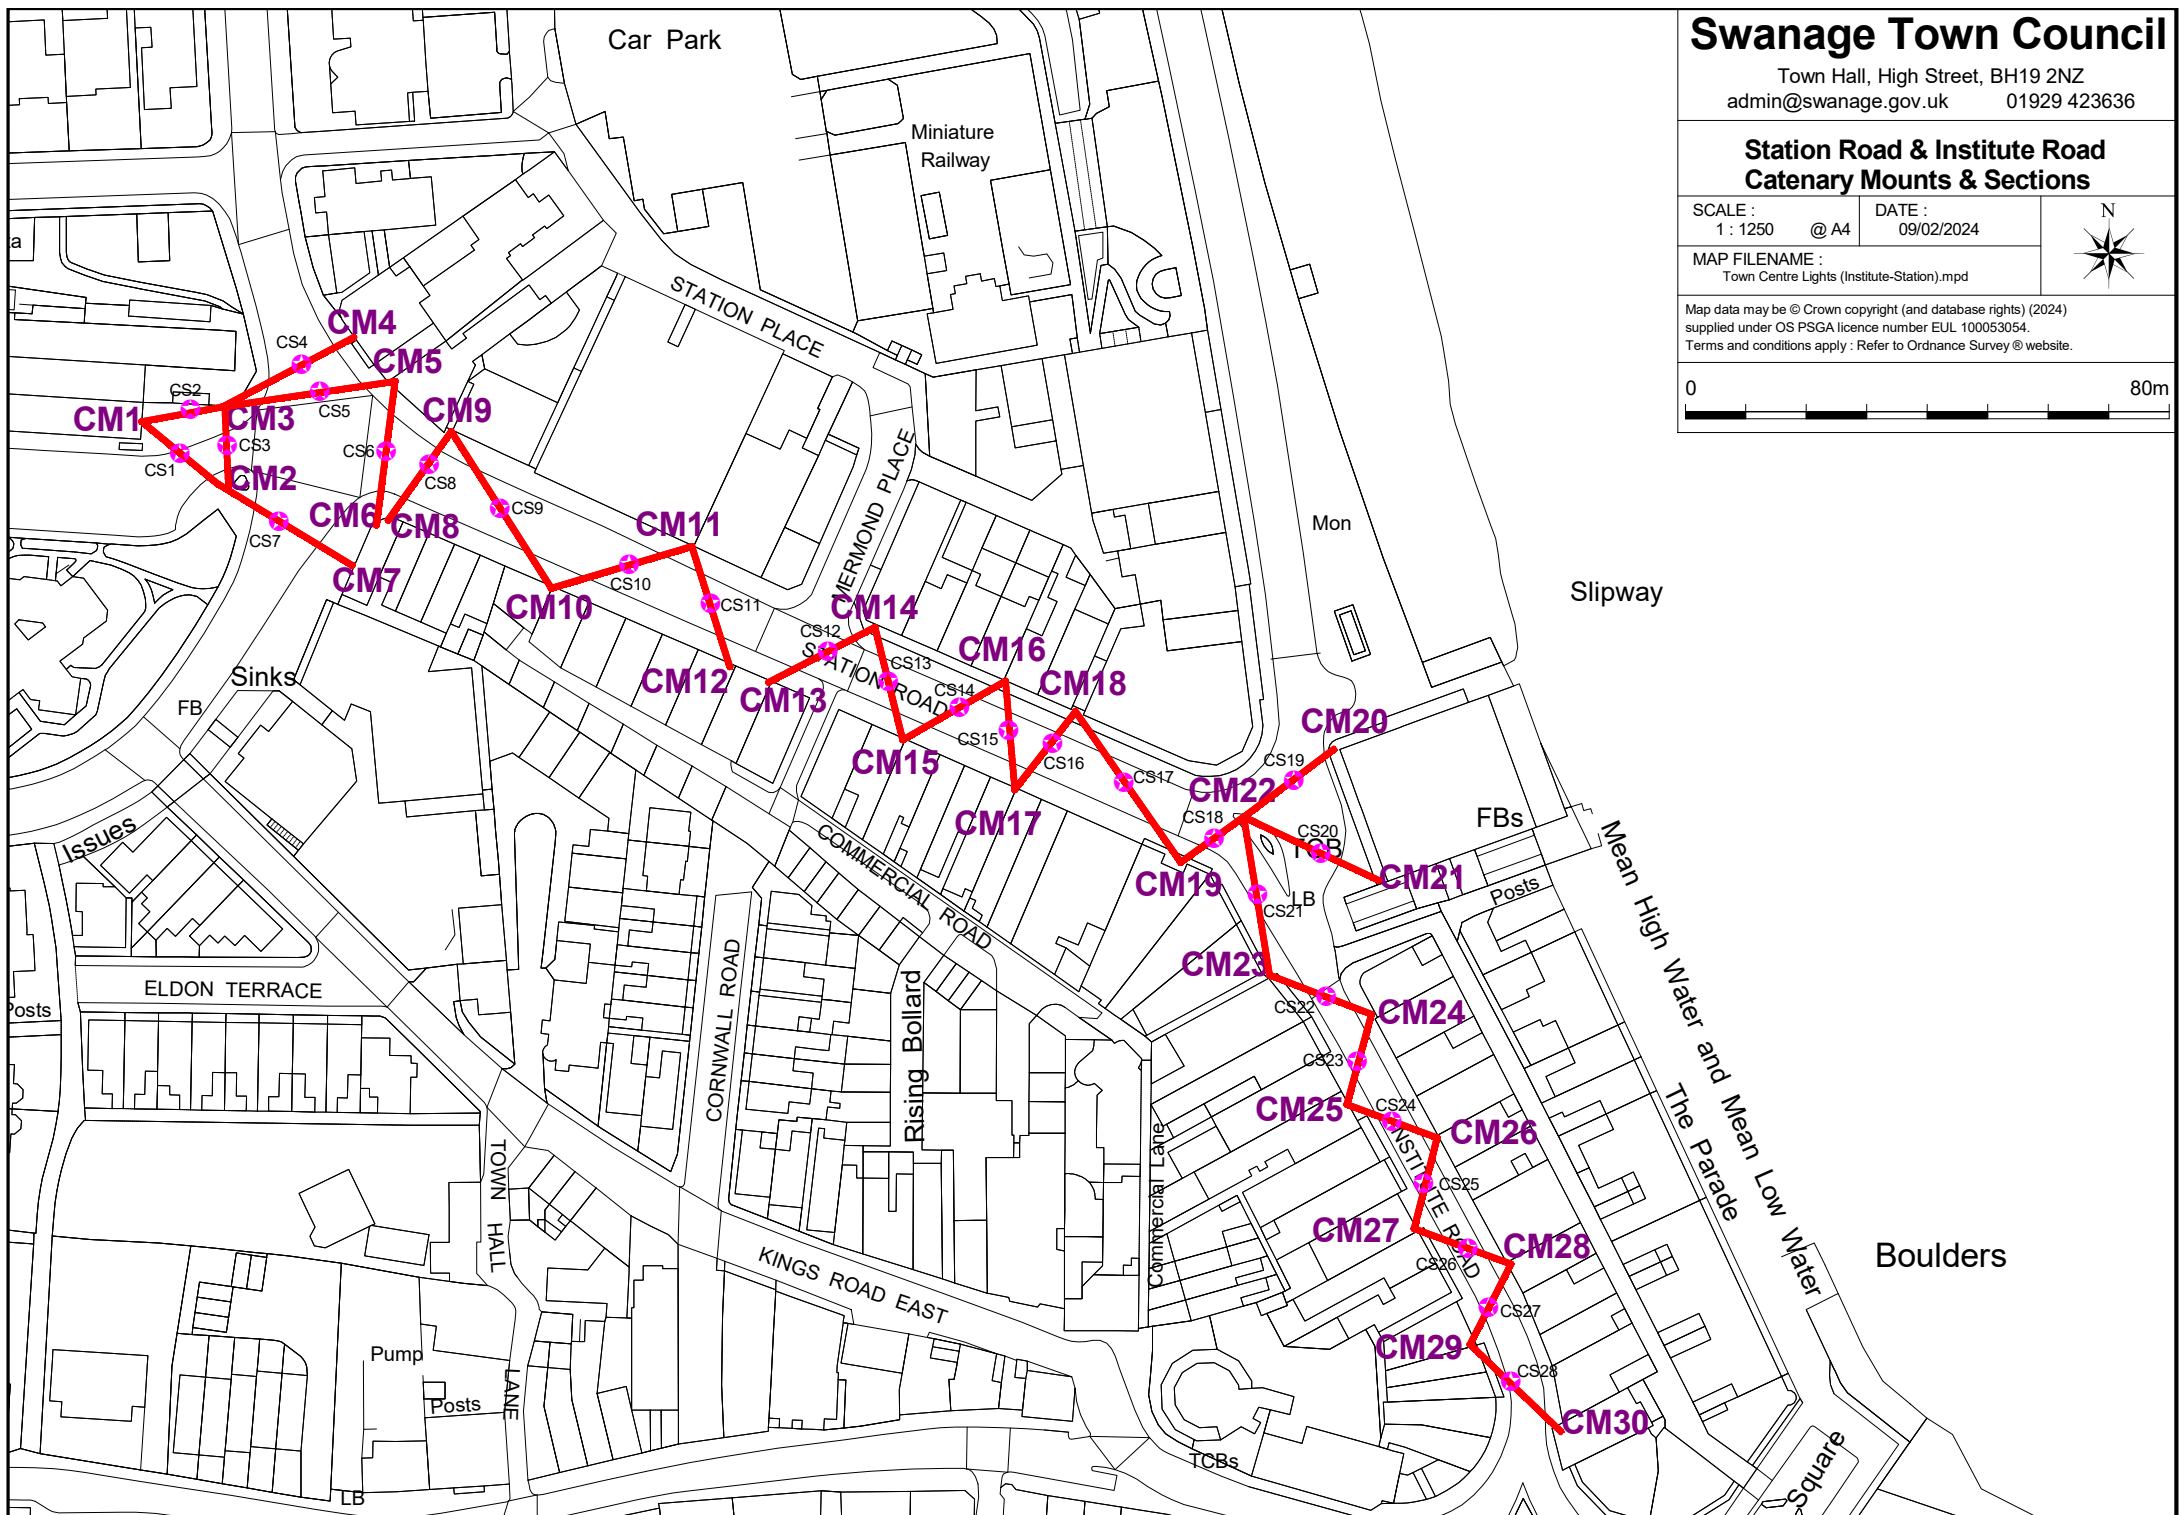 Swanage Town Council
Town Hall, High Street, BH19 2NZ
admin@swanage.gov.uk 01929 423636
Station Road & Institute Road
Catenary Mounts & Sections
SCALE :
1 : 1250 @ A4
DATE :
09/02/2024
N
MAP FILENAME :
Town Centre Lights (Institute-Station).mpd
Map data may be © Crown copyright (and database rights) (2024)
supplied under OS PSGA licence number EUL 100053054.
Terms and conditions apply : Refer to Ordnance Survey ® website.
0 80m
Car Park
Miniature
Railway
STATION PLACE
MERMOND PLACE
Mon
Slipway
CM4
CS4
CM5
CS2
CS5
CM1
CM3
CM9
CS3
CS6
CS1
CM2
CS8
CM6
CM8
CS9
CS7
CM7
CM11
CS10
CM10
CS11
CM14
CS12
STATION ROAD
CM12
CM13
CS13
CM16
CS14
CM18
CM15
CS15
CS16
CM17
CS17
CM20
CS19
CM22
CS18
CS20
TCB
CM19
CM21
CS21
LB
FBs
Posts
Sinks
FB
Issues
COMMERCIAL ROAD
ELDON TERRACE
Posts
CORNWALL ROAD
Rising Bollard
CM23
CS22
CM24
CS23
CM25
CS24
CM26
INSTITUTE ROAD
CS25
CM27
CM28
CS26
CS27
CM29
CS28
CM30
Mean High Water and Mean Low Water
The Parade
Boulders
Commercial Lane
TOWN HALL LANE
KINGS ROAD EAST
Pump
Posts
LB
TCBs
Square